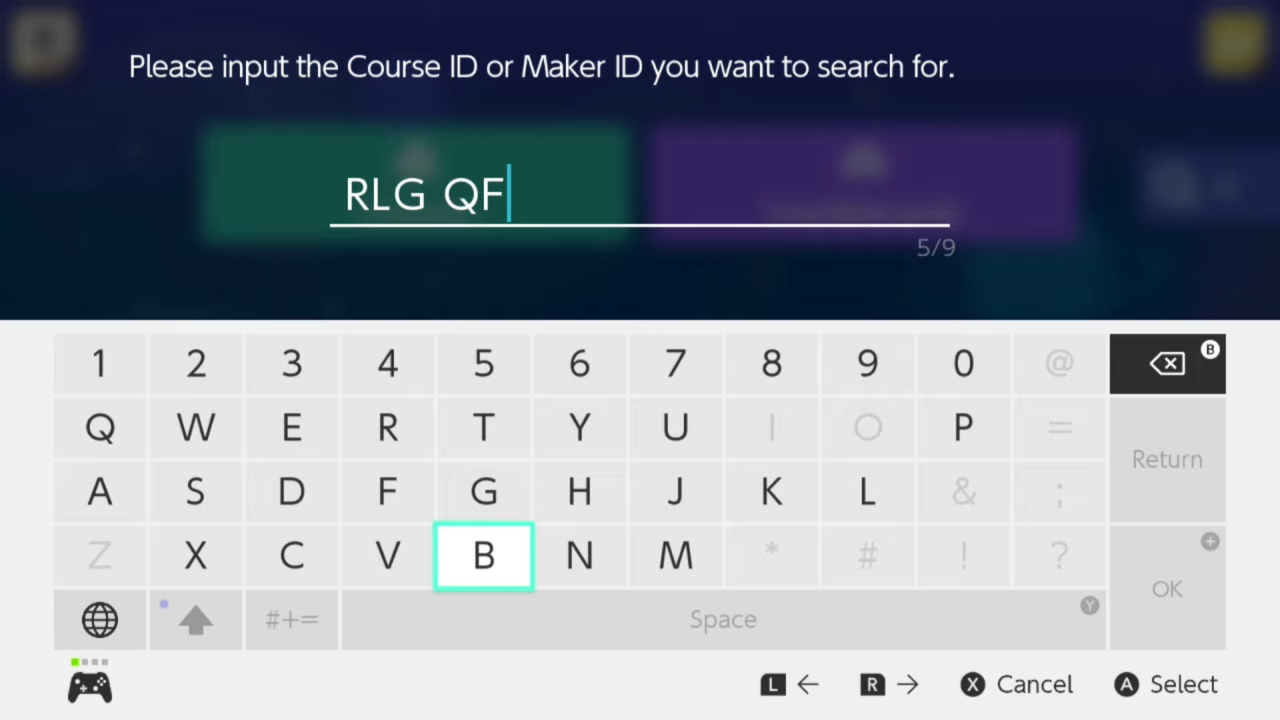 Please input the Course ID or Maker ID you want to search for.
RLG QF
5/9
1 2 3 4 5 6 7 8 9 0 @ B
Q W E R T Y U I O P =
Return
A S D F G H J K L & ;
Z X C V B N M * # ! ?
OK
#+= Space Y
L ← R → X Cancel A Select